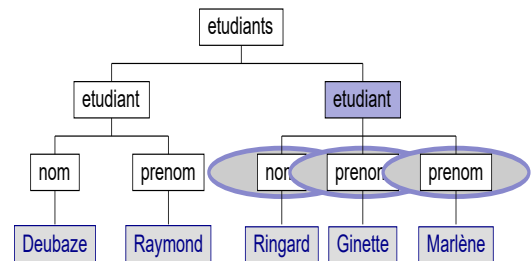 etudiants
etudiant etudiant
nom prenom nom prenom prenom
Deubaze Raymond Ringard Ginette Marlène